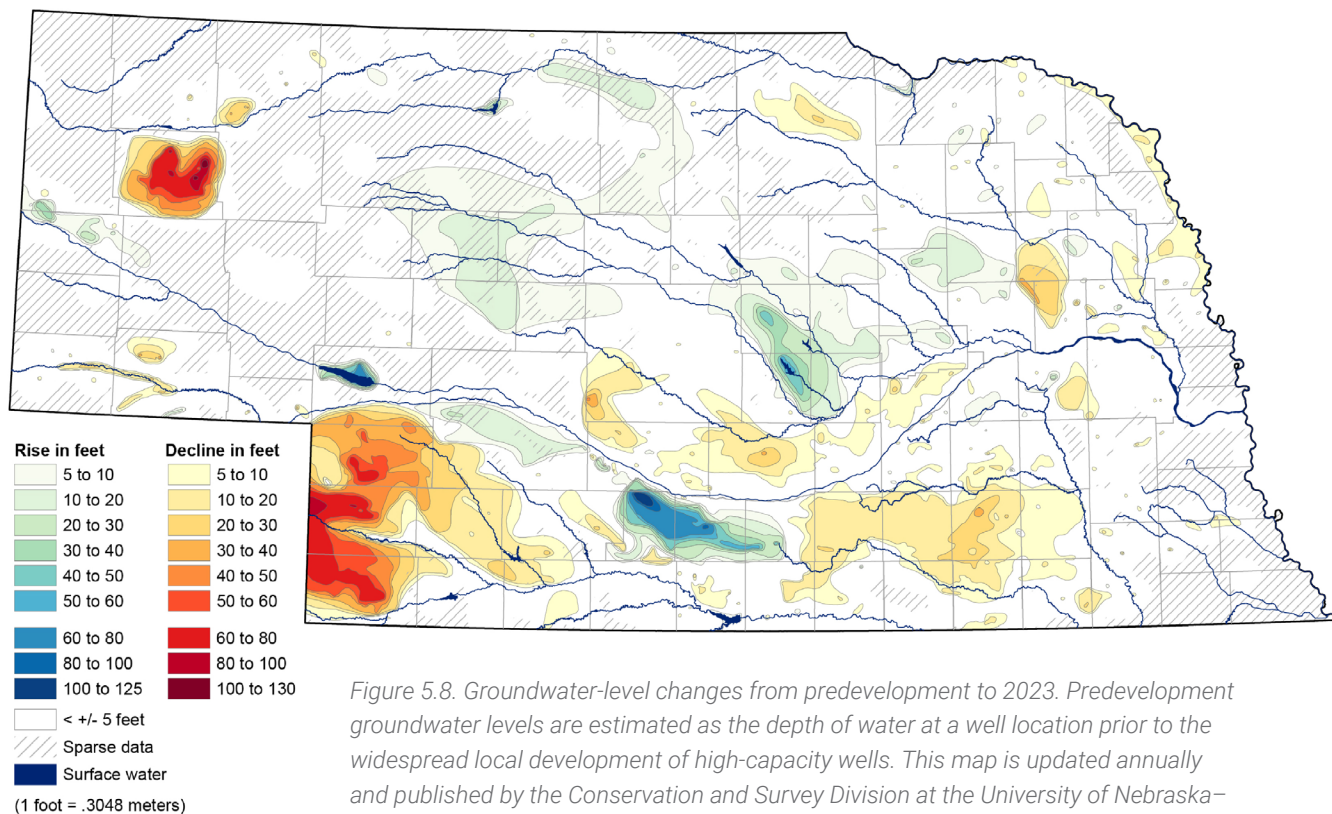 Rise in feet
5 to 10
10 to 20
20 to 30
30 to 40
40 to 50
50 to 60
60 to 80
80 to 100
100 to 125
< +/- 5 feet
Sparse data
Surface water
(1 foot = .3048 meters)
Decline in feet
5 to 10
10 to 20
20 to 30
30 to 40
40 to 50
50 to 60
60 to 80
80 to 100
100 to 130
Figure 5.8. Groundwater-level changes from predevelopment to 2023. Predevelopment
groundwater levels are estimated as the depth of water at a well location prior to the
widespread local development of high-capacity wells. This map is updated annually
and published by the Conservation and Survey Division at the University of Nebraska–